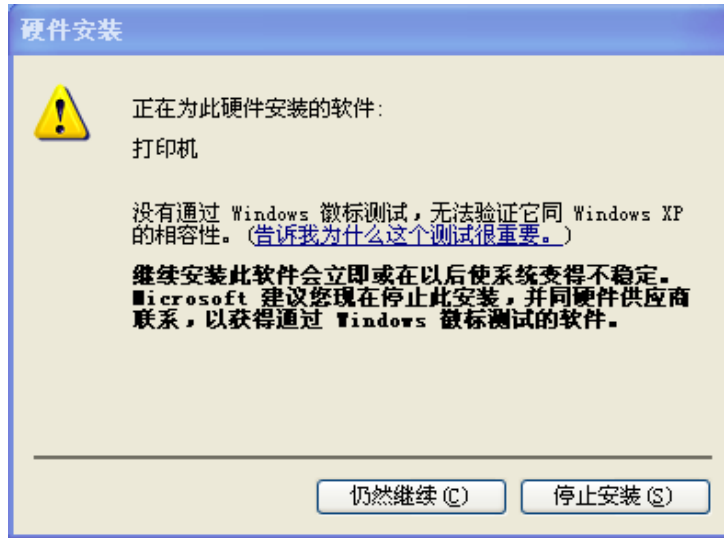 硬件安装
正在为此硬件安装的软件:
打印机
没有通过 Windows 徽标测试，无法验证它同 Windows XP
的相容性。(告诉我为什么这个测试很重要。)
继续安装此软件会立即或在以后使系统变得不稳定。
Microsoft 建议您现在停止此安装，并同硬件供应商
联系，以获得通过 Windows 徽标测试的软件。
仍然继续(C)
停止安装(S)